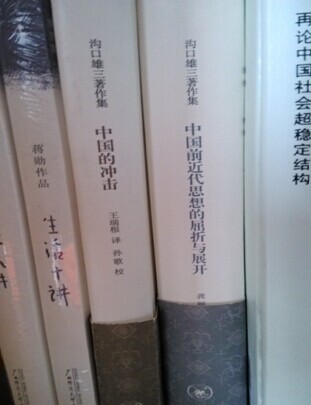 蒋勋作品
生活十讲
沟口雄三著作集
中国的冲击
王瑞根 译 孙歌 校
沟口雄三著作集
中国前近代思想的屈折与展开
龚
再论中国社会超稳定结构